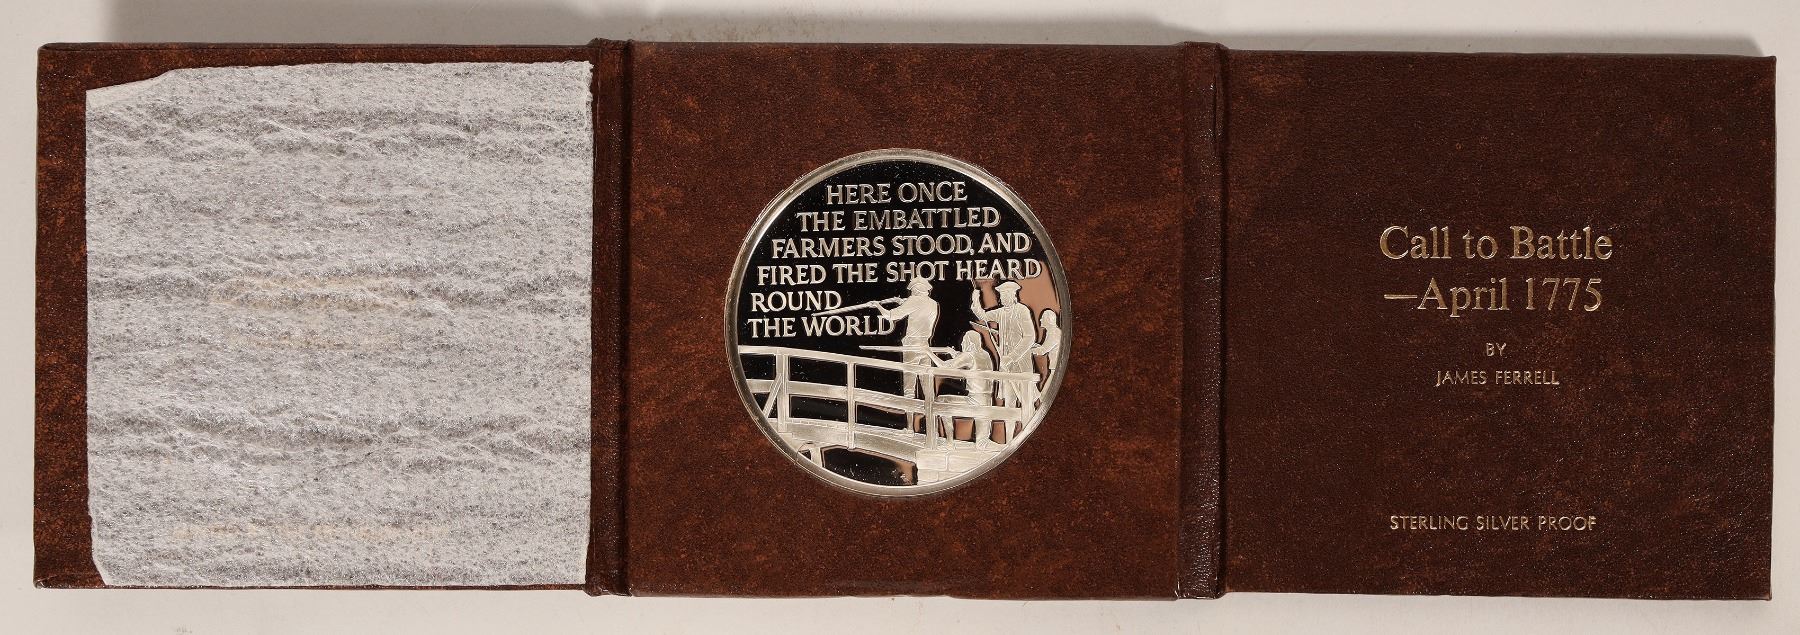 HERE ONCE
THE EMBATTLED
FARMERS STOOD, AND
FIRED THE SHOT HEARD
ROUND
THE WORLD
Call to Battle
—April 1775
BY
JAMES FERRELL
STERLING SILVER PROOF